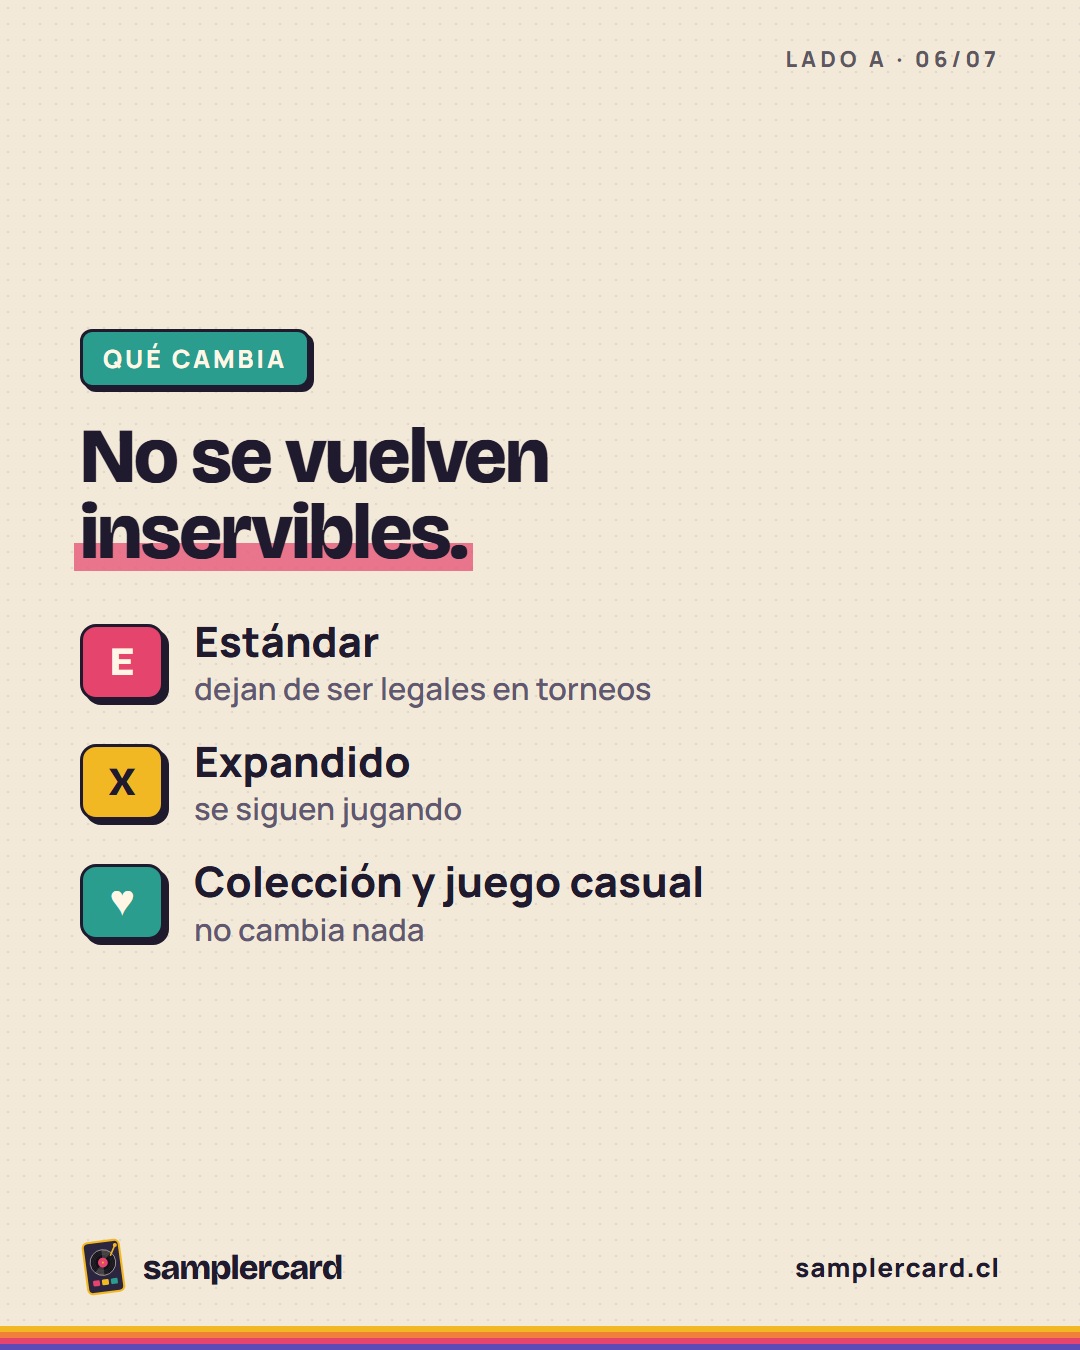 LADO A · 06/07
QUÉ CAMBIA
No se vuelven
inservibles.
E
Estándar
dejan de ser legales en torneos
X
Expandido
se siguen jugando
♥
Colección y juego casual
no cambia nada
samplercard
samplercard.cl